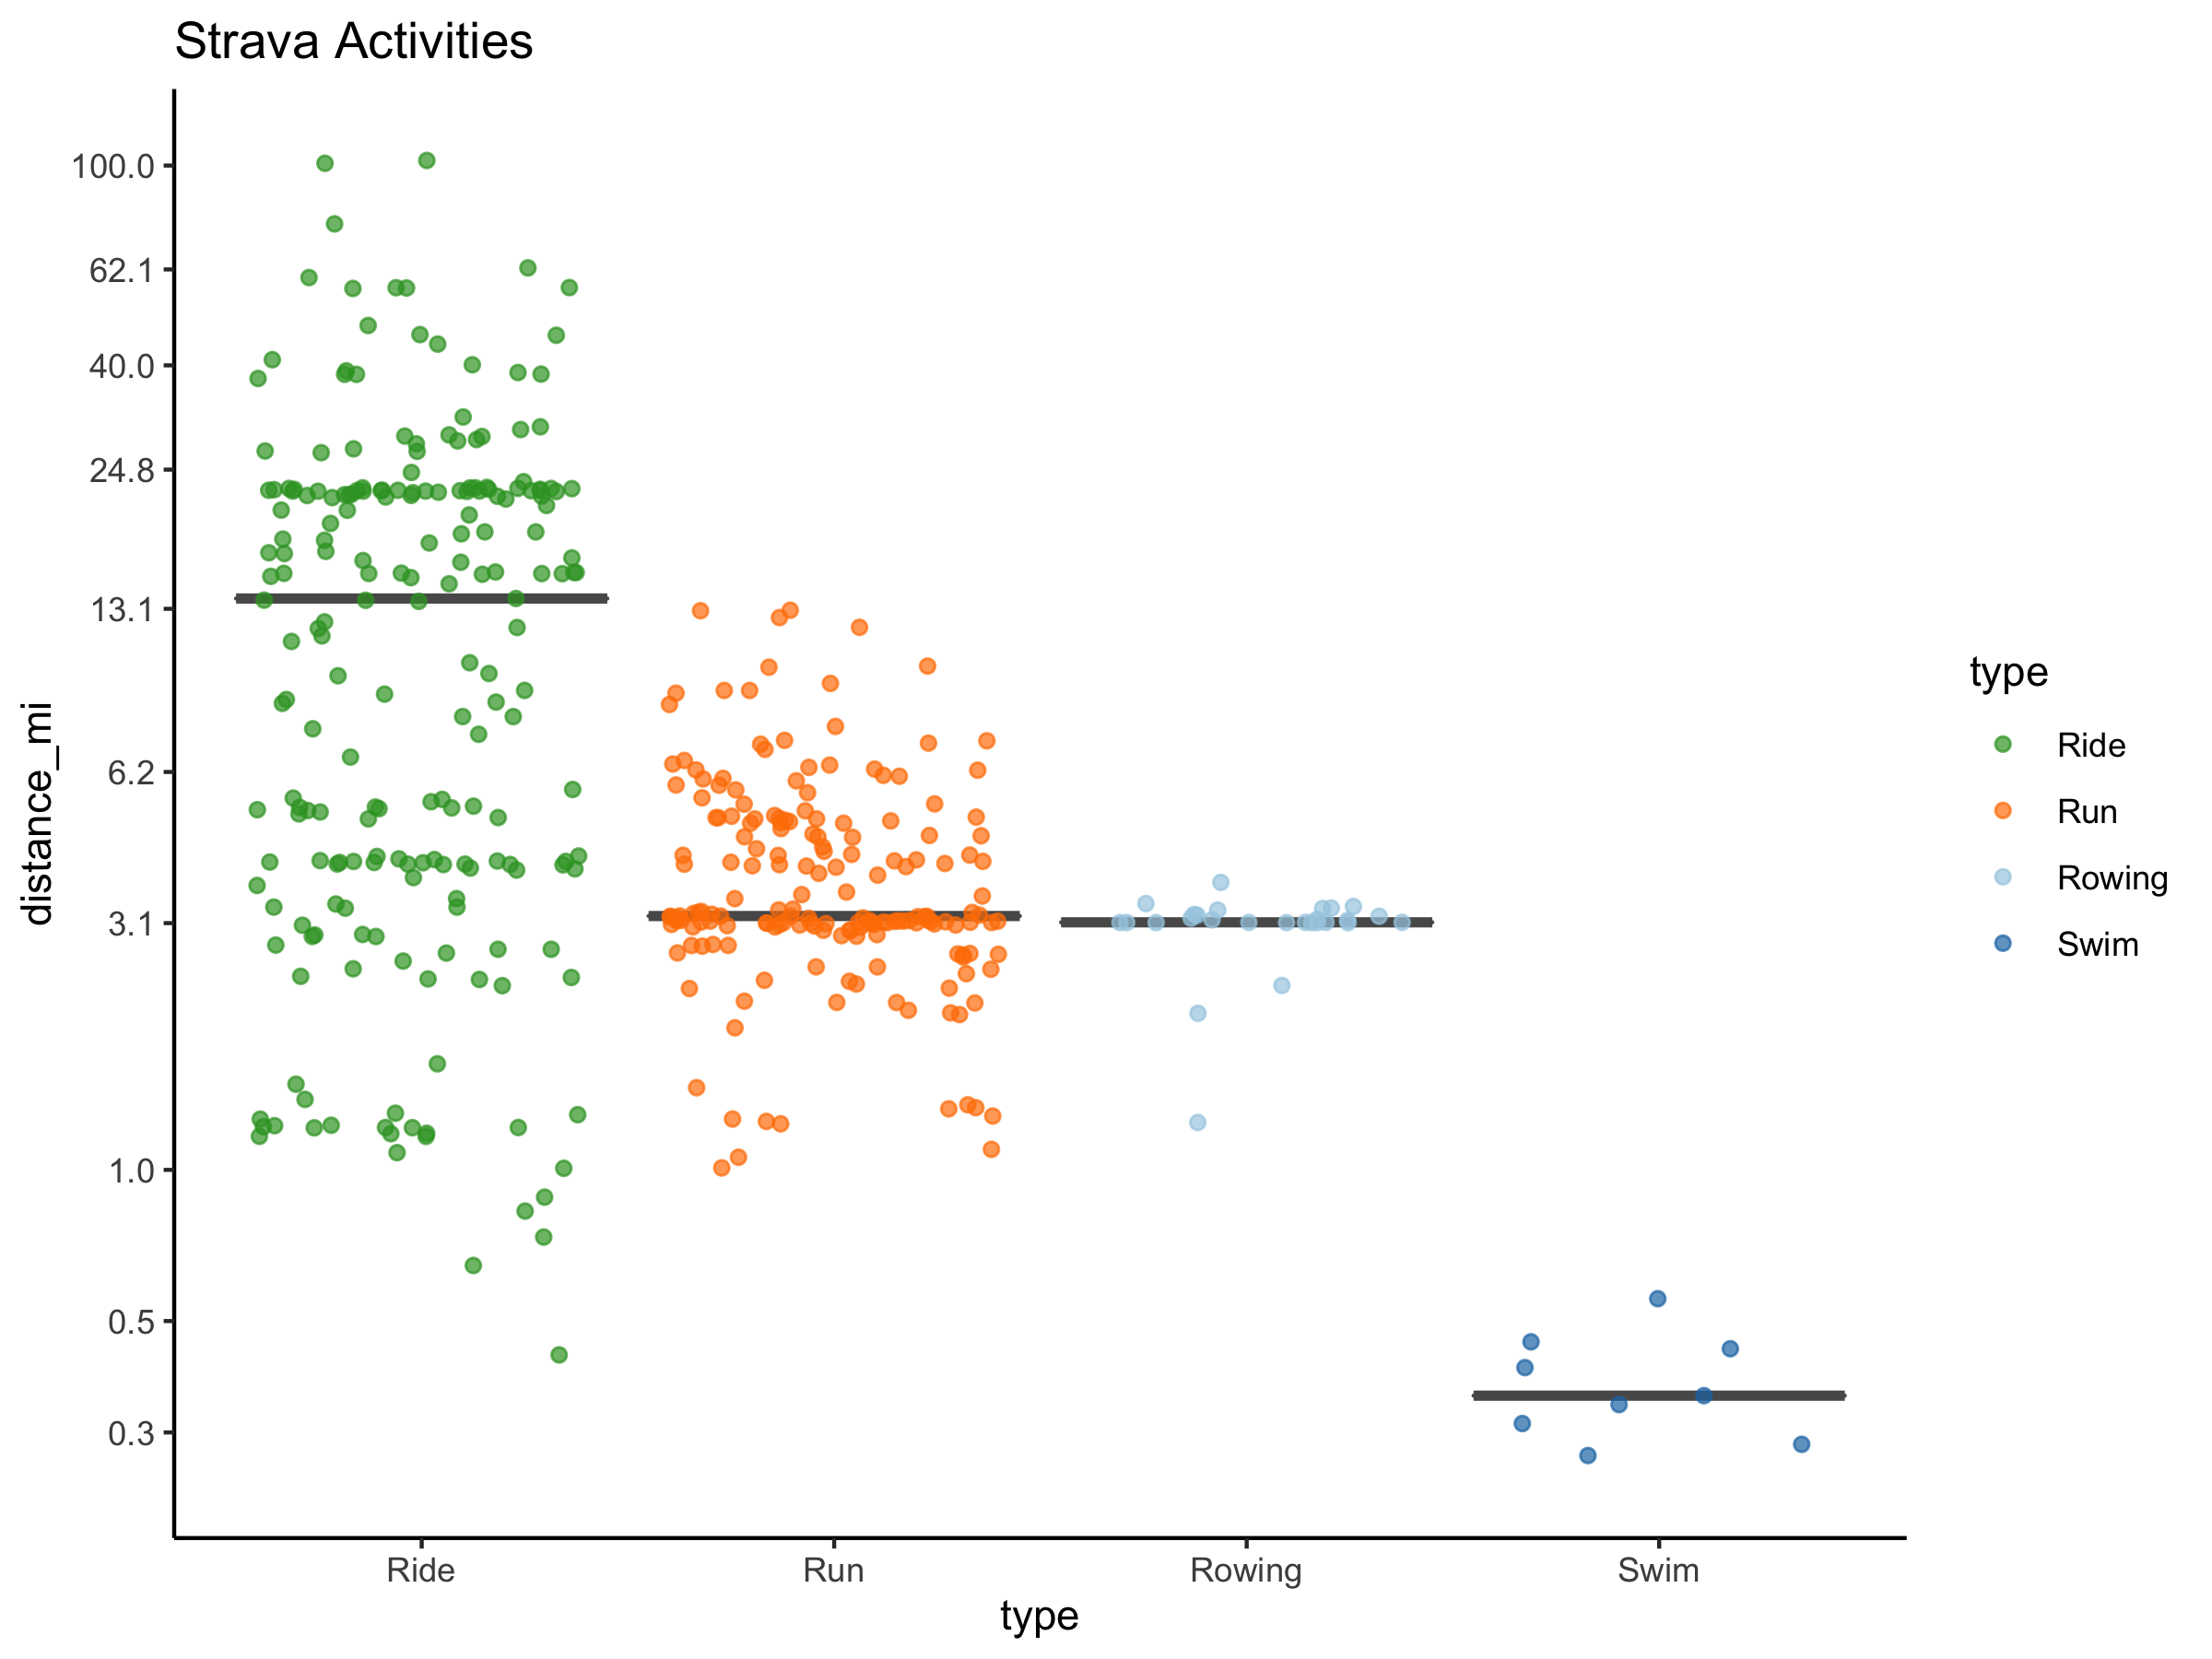 Strava Activities
distance_mi
100.0
62.1
40.0
24.8
13.1
6.2
3.1
1.0
0.5
0.3
Ride
Run
Rowing
Swim
type
type
Ride
Run
Rowing
Swim